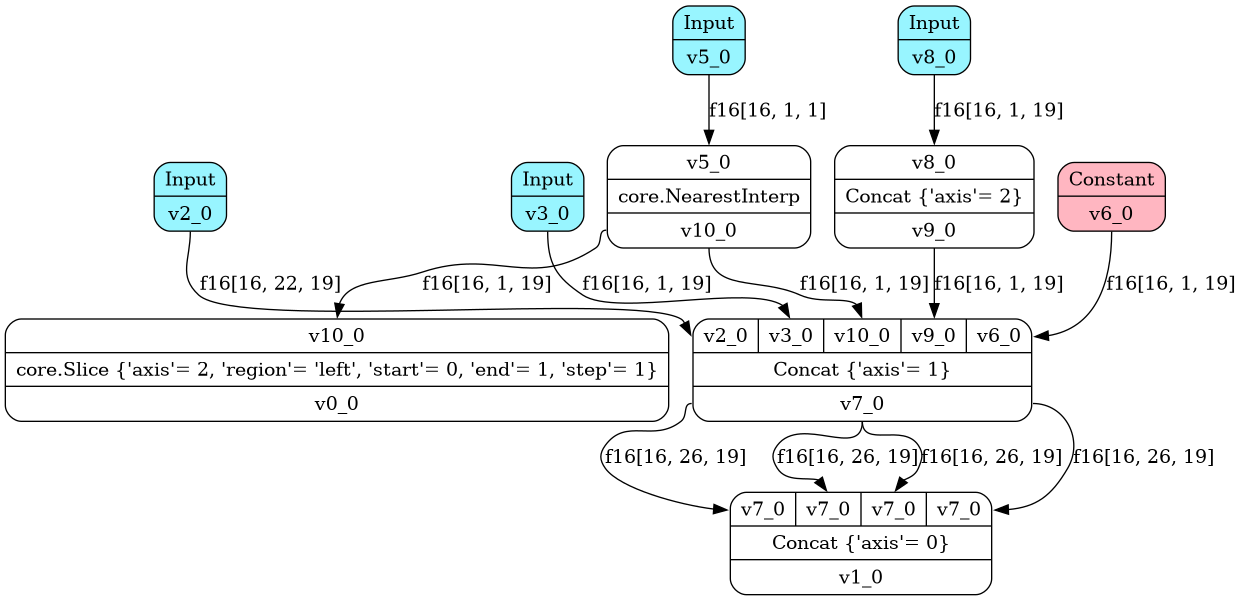 Input
v5_0
Input
v8_0
f16[16, 1, 1]
f16[16, 1, 19]
Input
v2_0
Input
v3_0
v5_0
core.NearestInterp
v10_0
v8_0
Concat {'axis'= 2}
v9_0
Constant
v6_0
f16[16, 22, 19]
f16[16, 1, 19]
f16[16, 1, 19]
f16[16, 1, 19]
f16[16, 1, 19]
f16[16, 1, 19]
v10_0
core.Slice {'axis'= 2, 'region'= 'left', 'start'= 0, 'end'= 1, 'step'= 1}
v0_0
v2_0 v3_0 v10_0 v9_0 v6_0
Concat {'axis'= 1}
v7_0
f16[16, 26, 19]
f16[16, 26, 19]
f16[16, 26, 19]
f16[16, 26, 19]
v7_0 v7_0 v7_0 v7_0
Concat {'axis'= 0}
v1_0